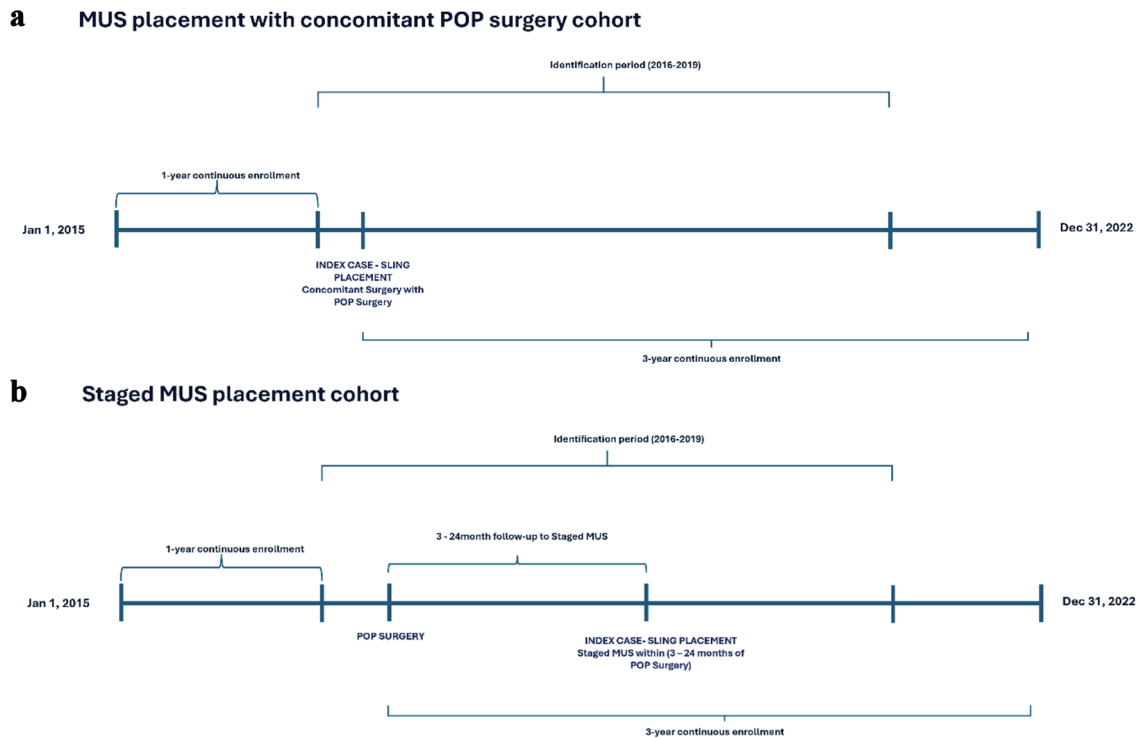 a
MUS placement with concomitant POP surgery cohort
Identification period (2016-2019)
1-year continuous enrollment
Jan 1, 2015
Dec 31, 2022
INDEX CASE - SLING
PLACEMENT
Concomitant Surgery with
POP Surgery
3-year continuous enrollment
b
Staged MUS placement cohort
Identification period (2016-2019)
3 - 24month follow-up to Staged MUS
1-year continuous enrollment
Jan 1, 2015
Dec 31, 2022
POP SURGERY
INDEX CASE- SLING PLACEMENT
Staged MUS within (3 – 24 months of
POP Surgery)
3-year continuous enrollment